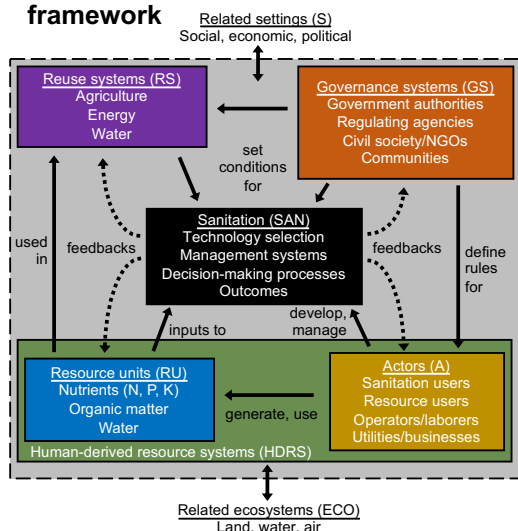 framework
Related settings (S)
Social, economic, political
Reuse systems (RS)
Agriculture
Energy
Water
Governance systems (GS)
Government authorities
Regulating agencies
Civil society/NGOs
Communities
set
conditions
for
Sanitation (SAN)
Technology selection
Management systems
Decision-making processes
Outcomes
used
in
feedbacks
feedbacks
define
rules
for
inputs to
develop,
manage
Resource units (RU)
Nutrients (N, P, K)
Organic matter
Water
generate, use
Actors (A)
Sanitation users
Resource users
Operators/laborers
Utilities/businesses
Human-derived resource systems (HDRS)
Related ecosystems (ECO)
Land, water, air